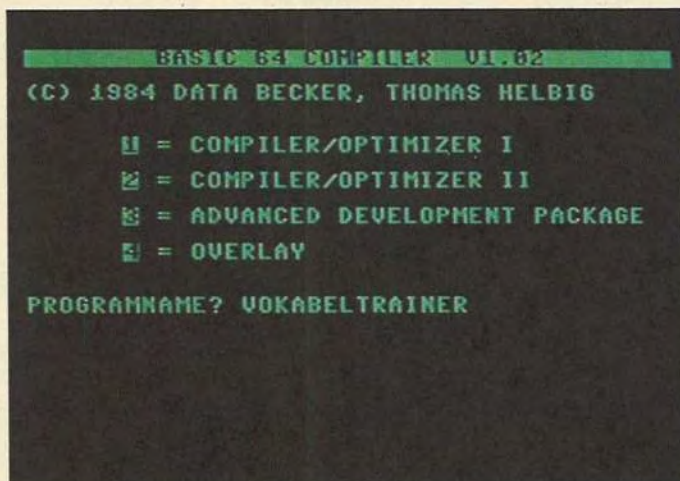 BASIC 64 COMPILER V1.02
(C) 1984 DATA BECKER, THOMAS HELBIG
1 = COMPILER/OPTIMIZER I
2 = COMPILER/OPTIMIZER II
3 = ADVANCED DEVELOPMENT PACKAGE
4 = OVERLAY
PROGRAMNAME? VOKABELTRAINER